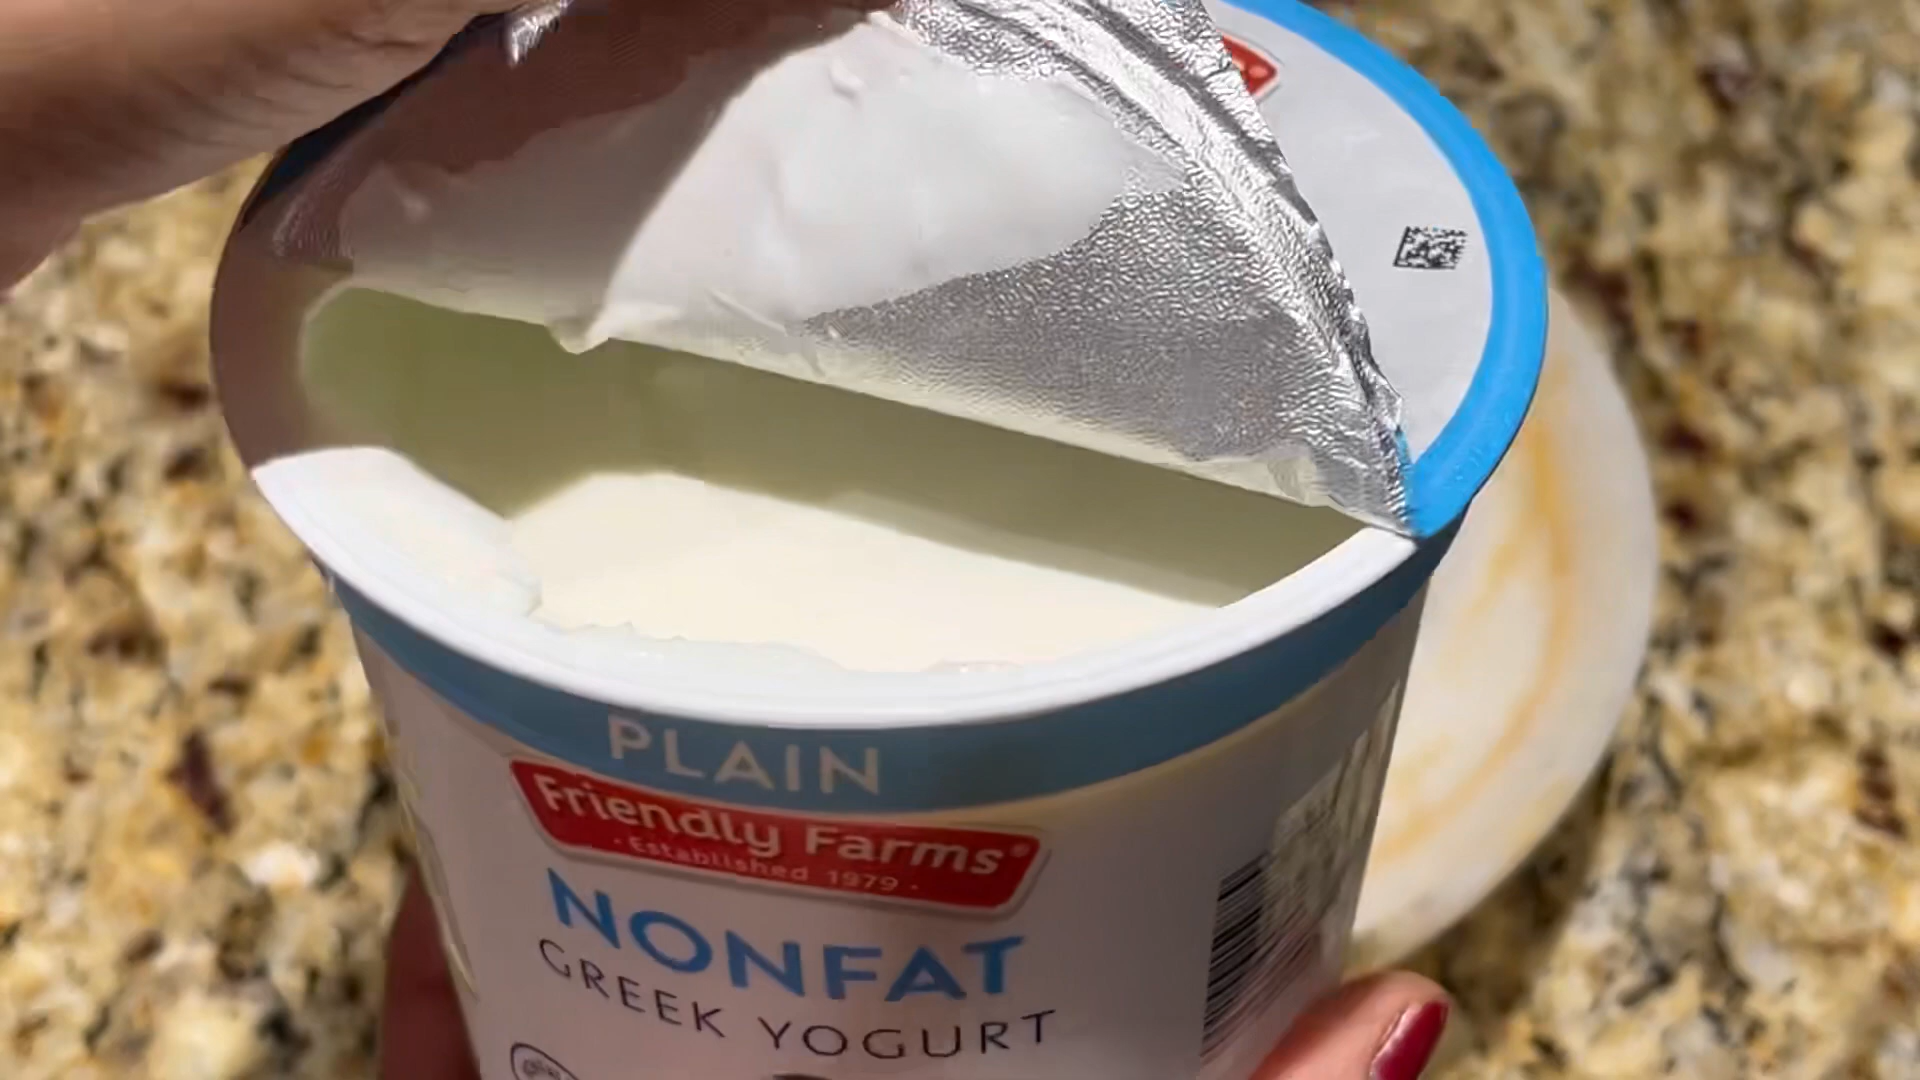 PLAIN
Friendly Farms®
· Established 1979 ·
NONFAT
GREEK YOGURT